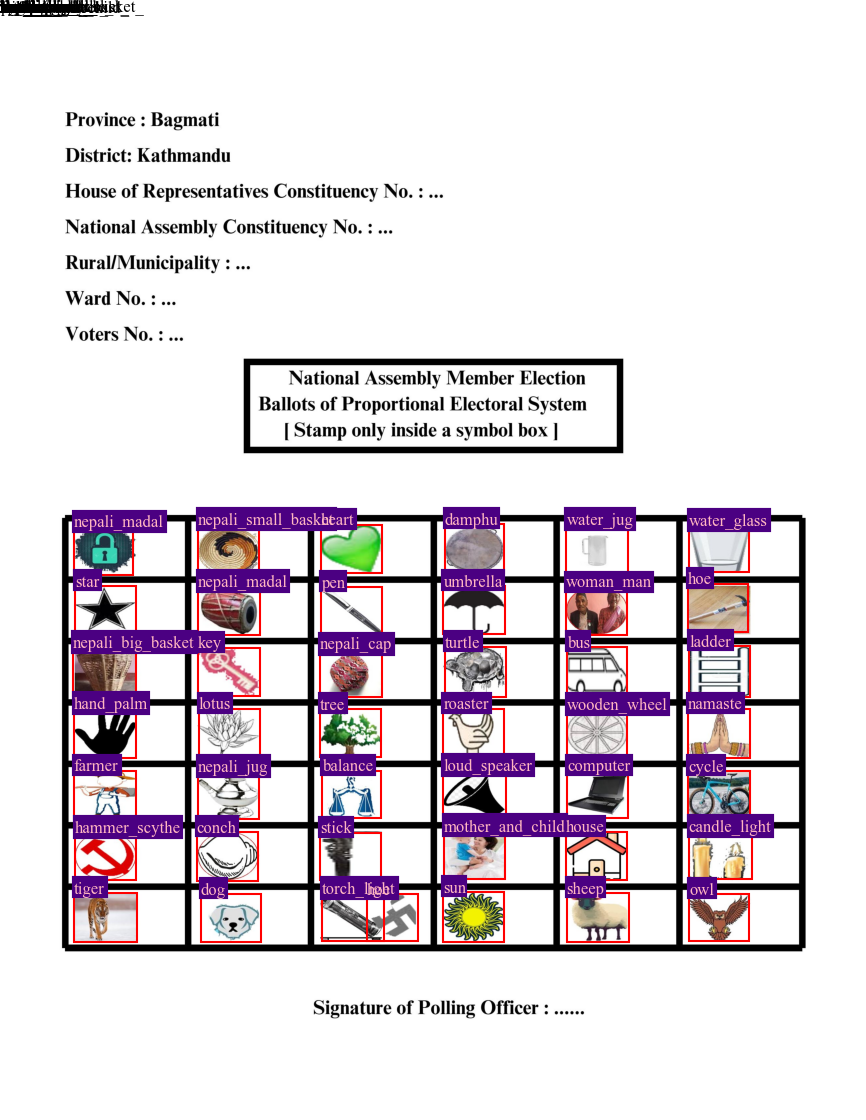 Province : Bagmati
District: Kathmandu
House of Representatives Constituency No. : ...
National Assembly Constituency No. : ...
Rural/Municipality : ...
Ward No. : ...
Voters No. : ...
National Assembly Member Election
Ballots of Proportional Electoral System
[ Stamp only inside a symbol box ]
nepali_madal nepali_small_basket heart damphu water_jug water_glass
star nepali_madal pen umbrella woman_man hoe
nepali_big_basket key nepali_cap turtle bus ladder
hand_palm lotus tree roaster wooden_wheel namaste
farmer nepali_jug balance loud_speaker computer cycle
hammer_scythe conch stick mother_and_child house candle_light
tiger dog torch_light sun sheep owl
Signature of Polling Officer : ......